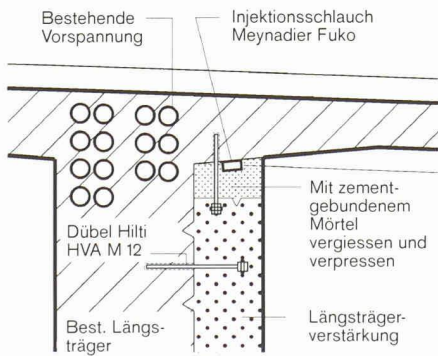 Bestehende
Vorspannung
Injektionsschlauch
Meynadier Fuko
Mit zement-
gebundenem
Mörtel
vergiessen und
verpressen
Dübel Hilti
HVA M 12
Best. Längs-
träger
Längsträger-
verstärkung